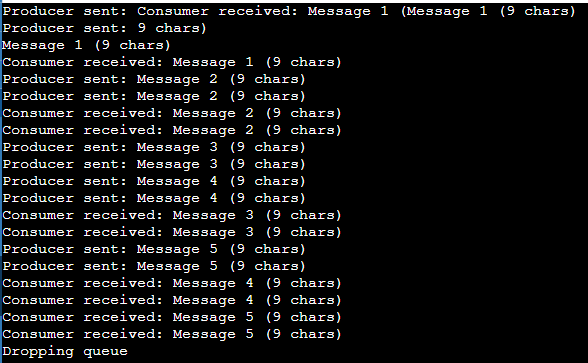 Producer sent: Consumer received: Message 1 (Message 1 (9 chars)
Producer sent: 9 chars)
Message 1 (9 chars)
Consumer received: Message 1 (9 chars)
Producer sent: Message 2 (9 chars)
Producer sent: Message 2 (9 chars)
Consumer received: Message 2 (9 chars)
Consumer received: Message 2 (9 chars)
Producer sent: Message 3 (9 chars)
Producer sent: Message 3 (9 chars)
Producer sent: Message 4 (9 chars)
Producer sent: Message 4 (9 chars)
Consumer received: Message 3 (9 chars)
Consumer received: Message 3 (9 chars)
Producer sent: Message 5 (9 chars)
Producer sent: Message 5 (9 chars)
Consumer received: Message 4 (9 chars)
Consumer received: Message 4 (9 chars)
Consumer received: Message 5 (9 chars)
Consumer received: Message 5 (9 chars)
Dropping queue